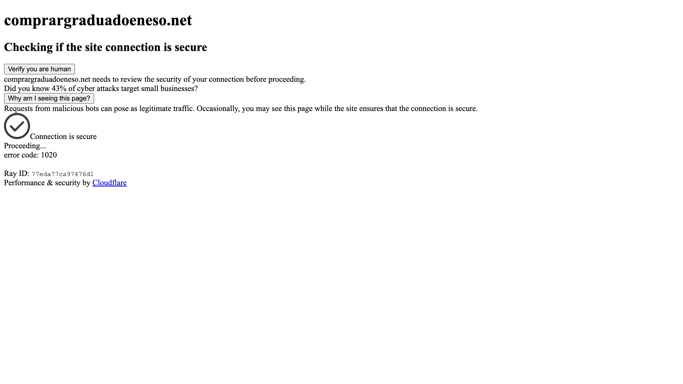 comprargraduadoeneso.net
Checking if the site connection is secure
Verify you are human
comprargraduadoeneso.net needs to review the security of your connection before proceeding.
Did you know 43% of cyber attacks target small businesses?
Why am I seeing this page?
Requests from malicious bots can pose as legitimate traffic. Occasionally, you may see this page while the site ensures that the connection is secure.
Connection is secure
Proceeding...
error code: 1020
Ray ID: 77eda77ca97476d1
Performance & security by Cloudflare